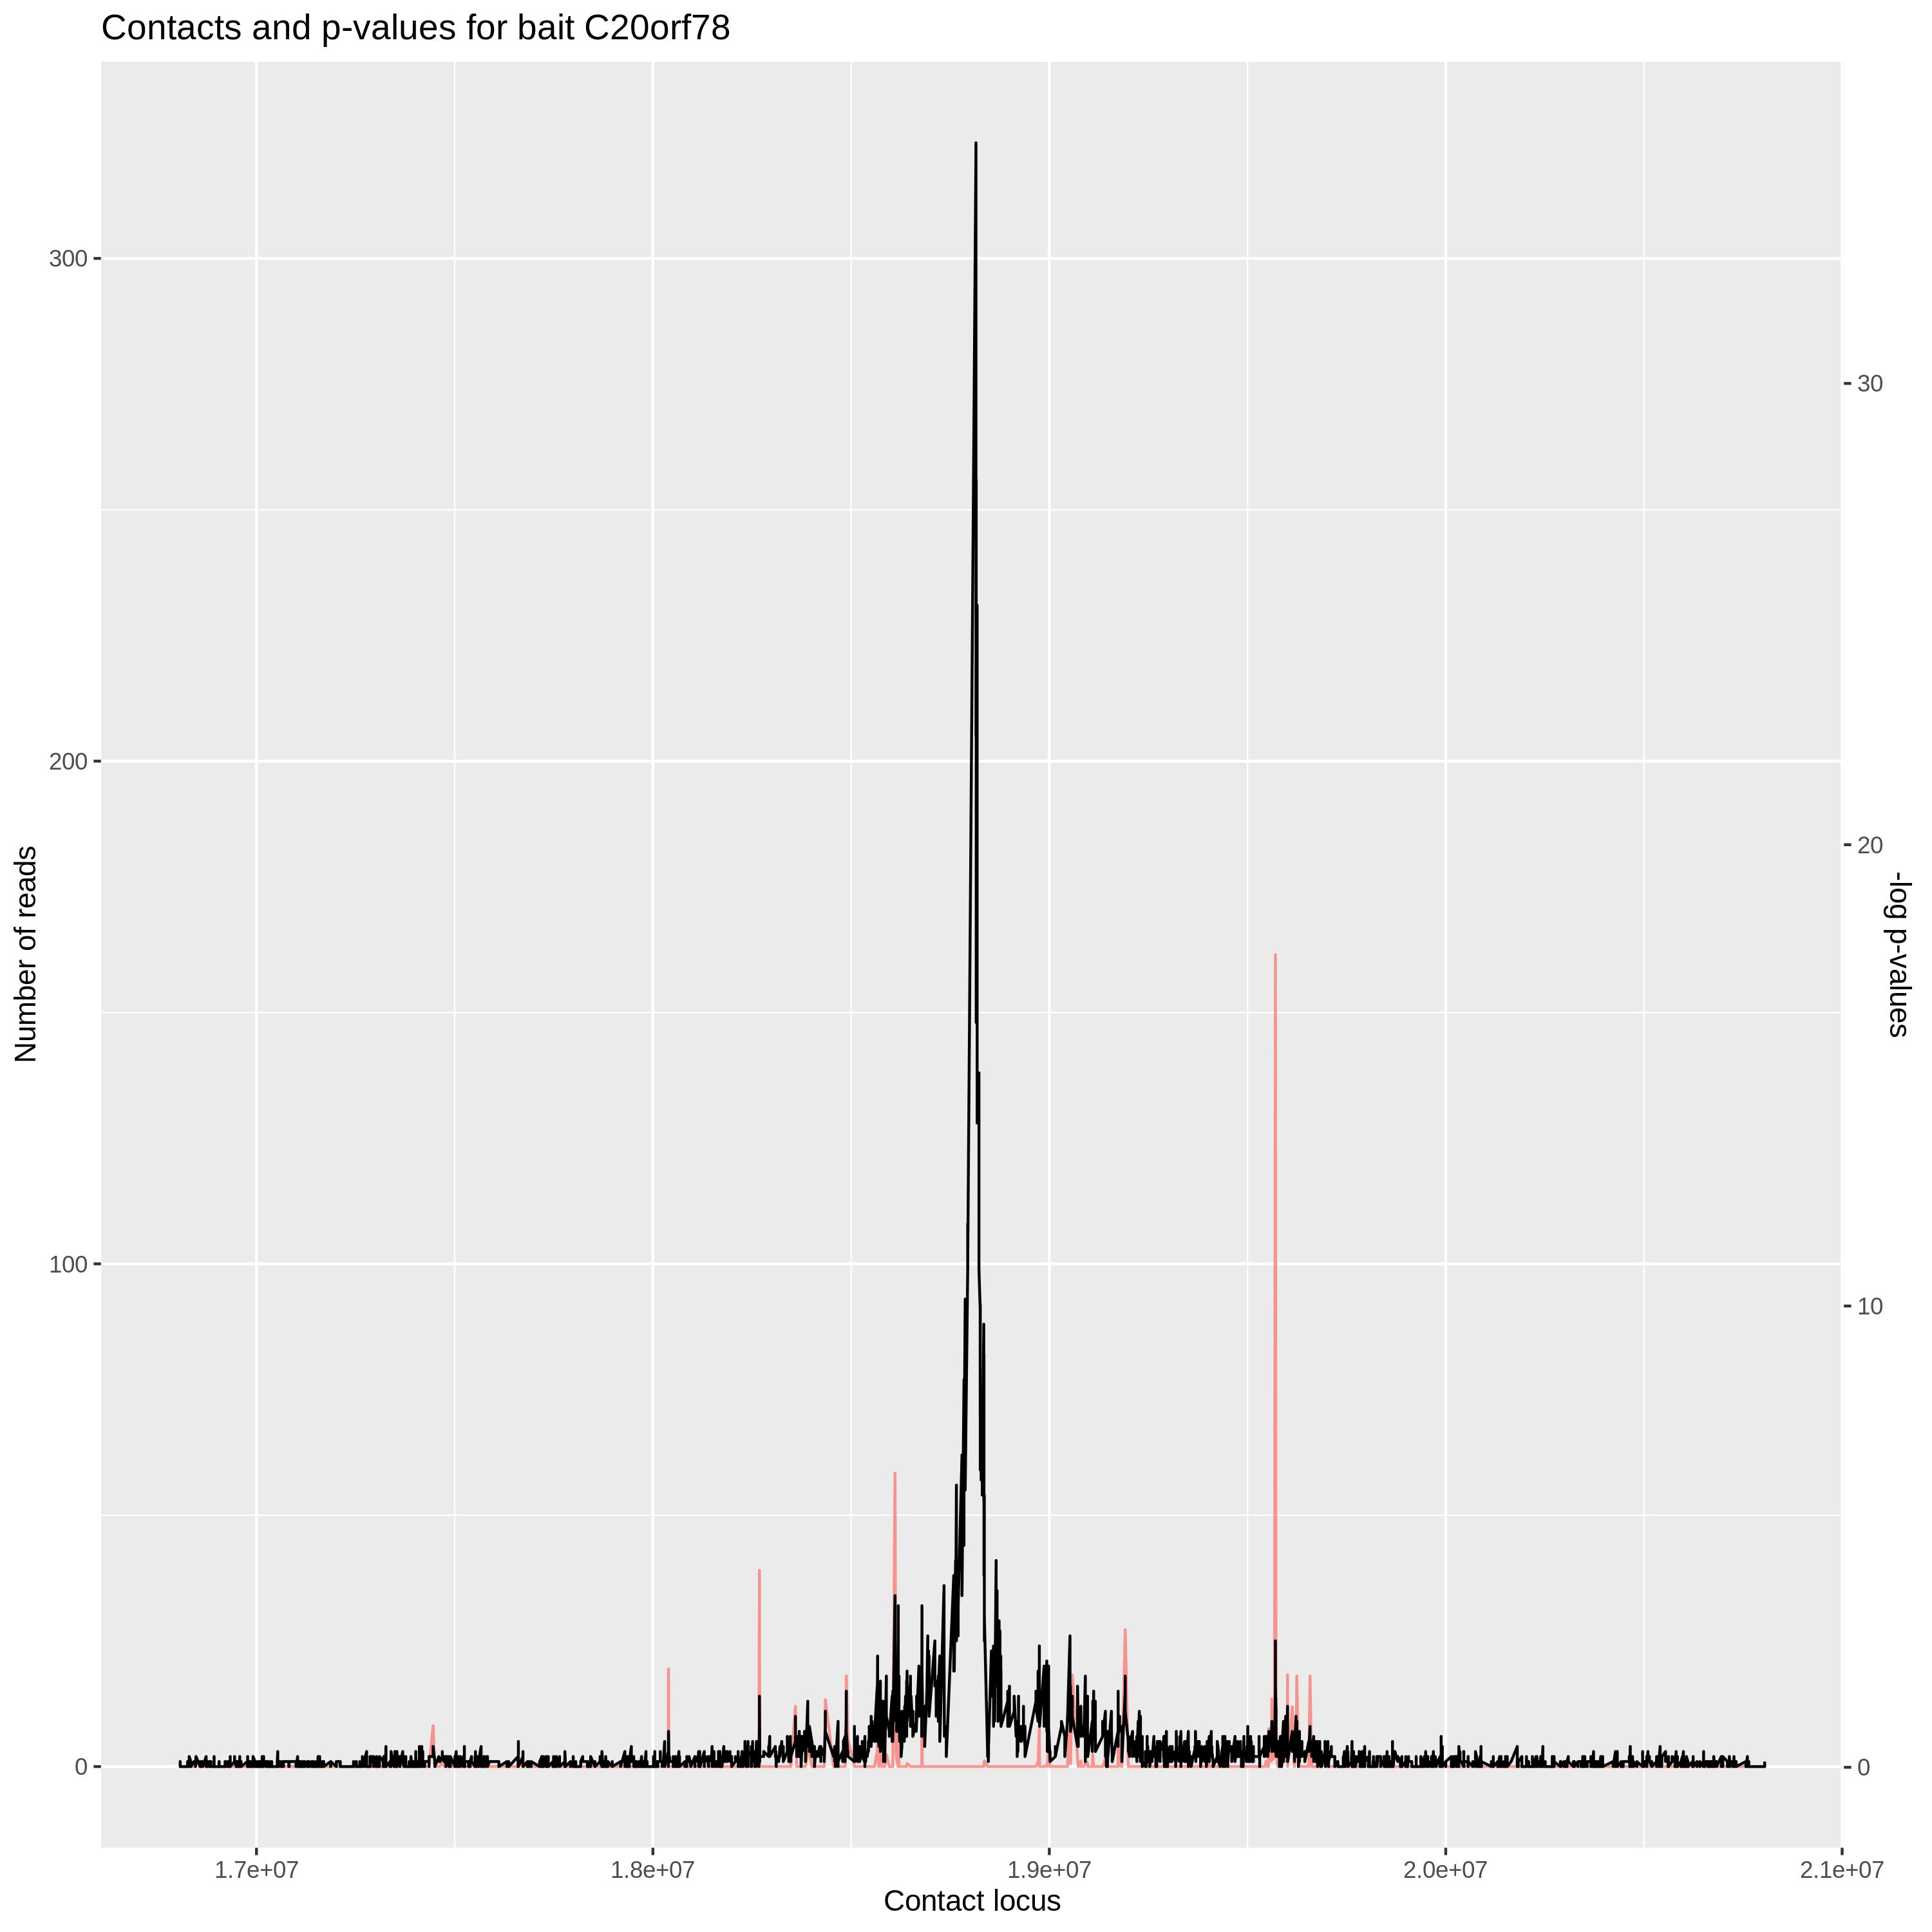 Contacts and p-values for bait C20orf78
300
200
100
0
Number of reads
30
20
10
0
-log p-values
1.7e+07 1.8e+07 1.9e+07 2.0e+07 2.1e+07
Contact locus